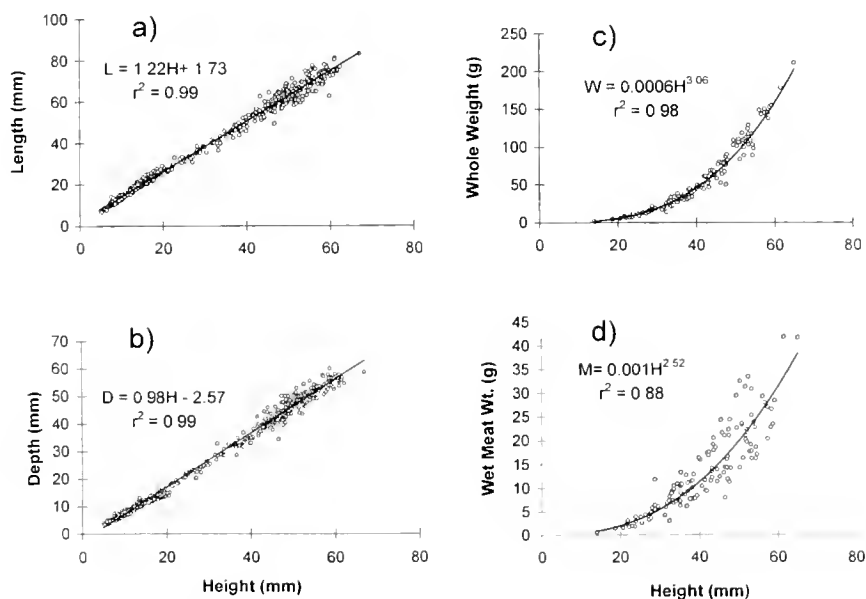 a)
L = 1 22H+ 1 73
r² = 0.99
Length (mm)
100
80
60
40
20
0
0 20 40 60 80
c)
W = 0.0006H^3 06
r² = 0 98
Whole Weight (g)
250
200
150
100
50
0
0 20 40 60 80
b)
D = 0 98H - 2.57
r² = 0.99
Depth (mm)
70
60
50
40
30
20
10
0
0 20 40 60 80
Height (mm)
d)
M= 0.001H^2 52
r² = 0 88
Wet Meat Wt. (g)
45
40
35
30
25
20
15
10
5
0
0 20 40 60 80
Height (mm)